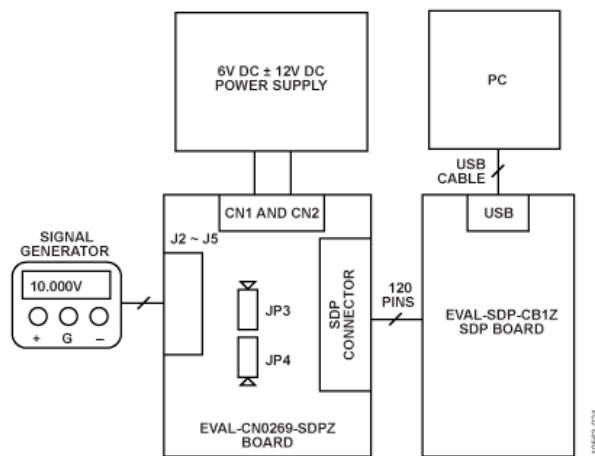 6V DC ± 12V DC
POWER SUPPLY
PC
USB
CABLE
CN1 AND CN2
USB
SIGNAL
GENERATOR
J2 ~ J5
10.000V
+ G –
JP3
JP4
SDP
CONNECTOR
120
PINS
EVAL-SDP-CB1Z
SDP BOARD
EVAL-CN0269-SDPZ
BOARD